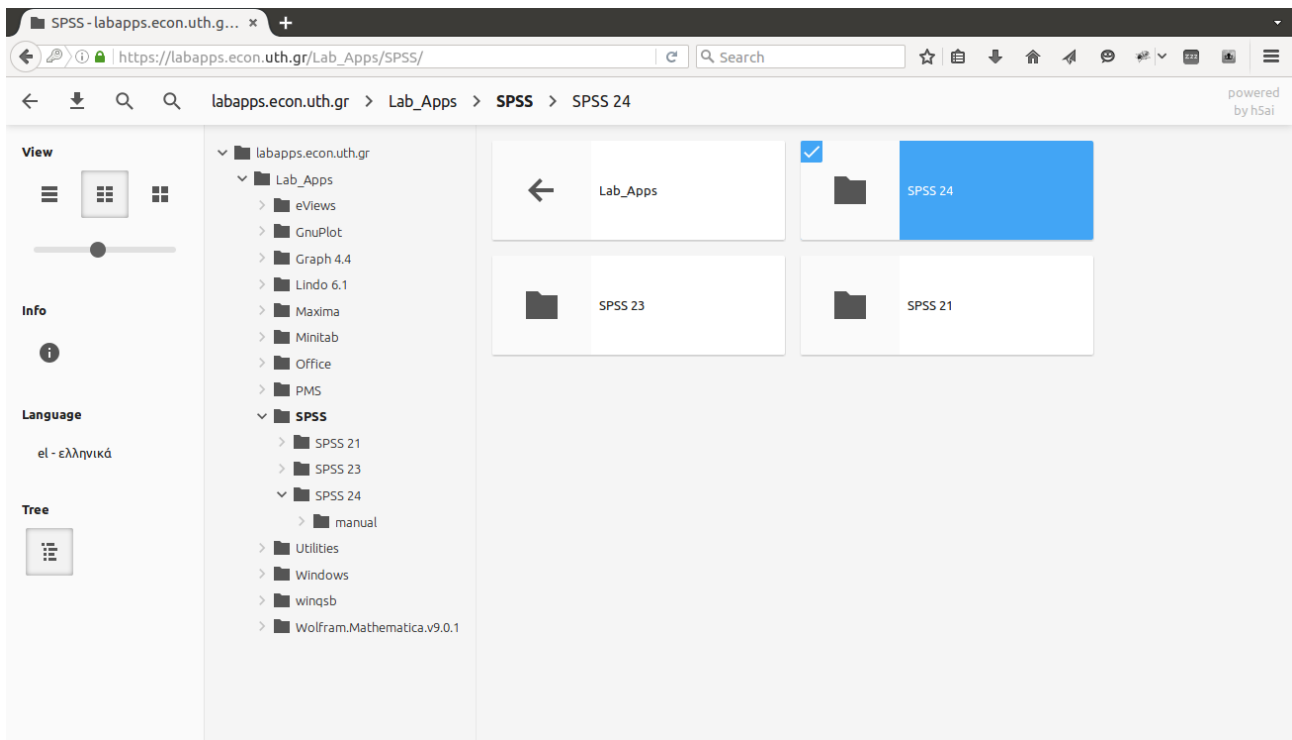 SPSS - labapps.econ.uth.g...
https://labapps.econ.uth.gr/Lab_Apps/SPSS/
Search
labapps.econ.uth.gr > Lab_Apps > SPSS > SPSS 24
powered
by h5ai
View
Info
Language
el - ελληνικά
Tree
labapps.econ.uth.gr
Lab_Apps
eViews
GnuPlot
Graph 4.4
Lindo 6.1
Maxima
Minitab
Office
PMS
SPSS
SPSS 21
SPSS 23
SPSS 24
manual
Utilities
Windows
winqsb
Wolfram.Mathematica.v9.0.1
Lab_Apps
SPSS 24
SPSS 23
SPSS 21